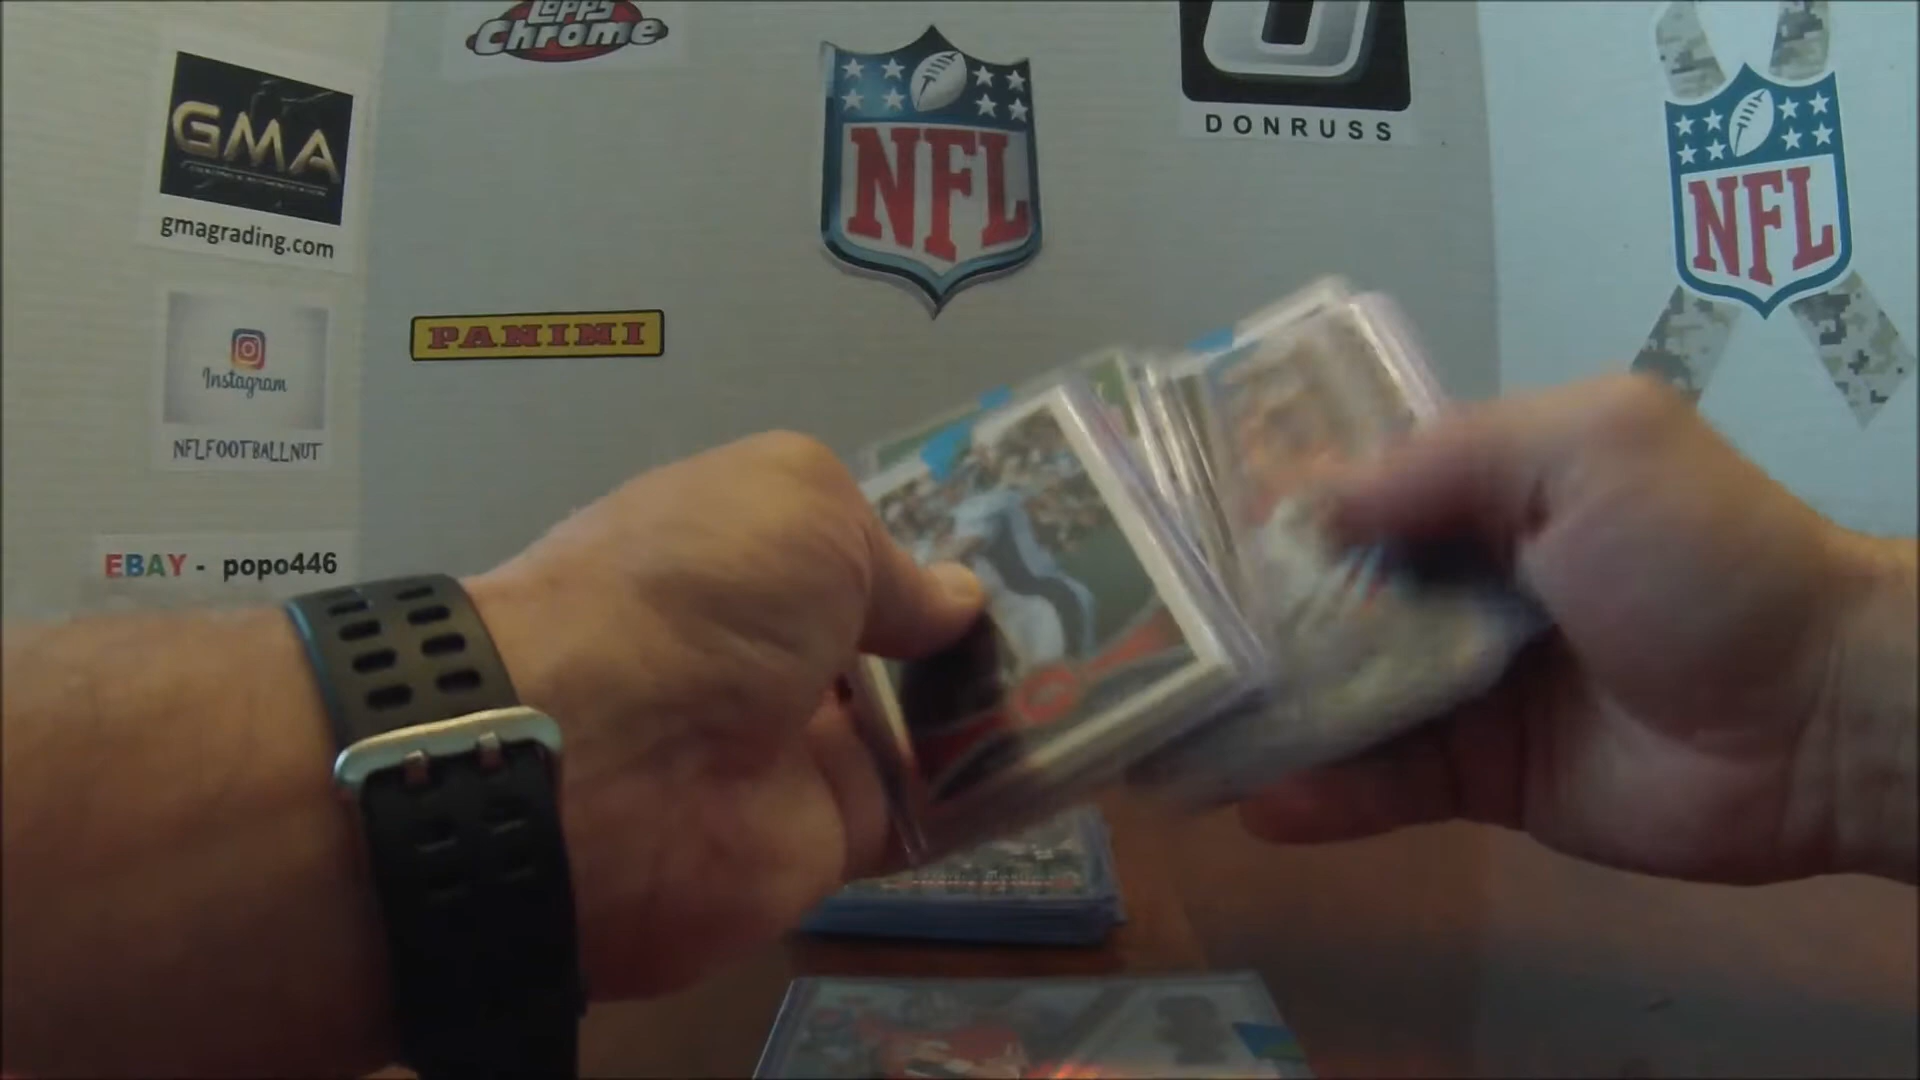 Topps
Chrome
GMA
gmagrading.com
Instagram
NFLFOOTBALLNUT
EBAY - popo446
PANINI
NFL
DONRUSS
NFL